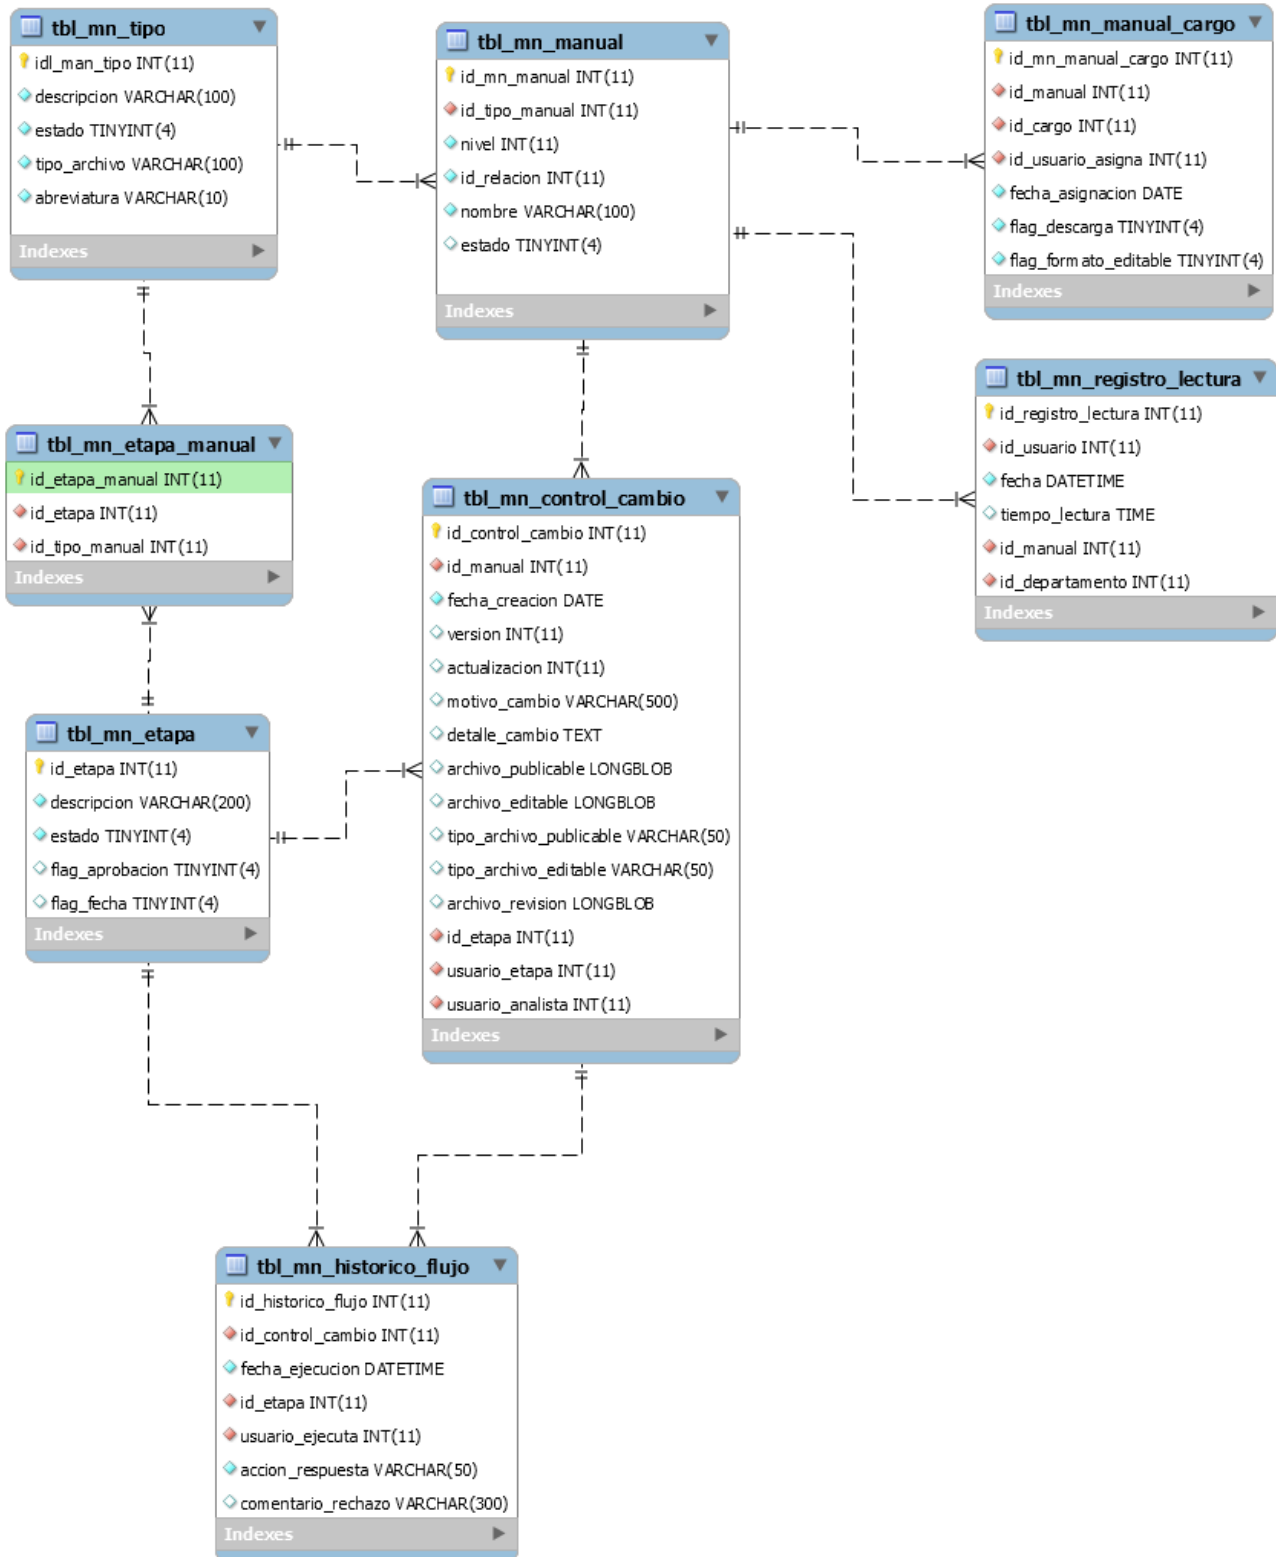 tbl_mn_tipo
idl_man_tipo INT(11)
descripcion VARCHAR(100)
estado TINYINT(4)
tipo_archivo VARCHAR(100)
abreviatura VARCHAR(10)
Indexes
tbl_mn_manual
id_mn_manual INT(11)
id_tipo_manual INT(11)
nivel INT(11)
id_relacion INT(11)
nombre VARCHAR(100)
estado TINYINT(4)
Indexes
tbl_mn_manual_cargo
id_mn_manual_cargo INT(11)
id_manual INT(11)
id_cargo INT(11)
id_usuario_asigna INT(11)
fecha_asignacion DATE
flag_descarga TINYINT(4)
flag_formato_editable TINYINT(4)
Indexes
tbl_mn_registro_lectura
id_registro_lectura INT(11)
id_usuario INT(11)
fecha DATETIME
tiempo_lectura TIME
id_manual INT(11)
id_departamento INT(11)
Indexes
tbl_mn_etapa_manual
id_etapa_manual INT(11)
id_etapa INT(11)
id_tipo_manual INT(11)
Indexes
tbl_mn_control_cambio
id_control_cambio INT(11)
id_manual INT(11)
fecha_creacion DATE
version INT(11)
actualizacion INT(11)
motivo_cambio VARCHAR(500)
detalle_cambio TEXT
archivo_publicable LONGBLOB
archivo_editable LONGBLOB
tipo_archivo_publicable VARCHAR(50)
tipo_archivo_editable VARCHAR(50)
archivo_revision LONGBLOB
id_etapa INT(11)
usuario_etapa INT(11)
usuario_analista INT(11)
Indexes
tbl_mn_etapa
id_etapa INT(11)
descripcion VARCHAR(200)
estado TINYINT(4)
flag_aprobacion TINYINT(4)
flag_fecha TINYINT(4)
Indexes
tbl_mn_historico_flujo
id_historico_flujo INT(11)
id_control_cambio INT(11)
fecha_ejecucion DATETIME
id_etapa INT(11)
usuario_ejecuta INT(11)
accion_respuesta VARCHAR(50)
comentario_rechazo VARCHAR(300)
Indexes